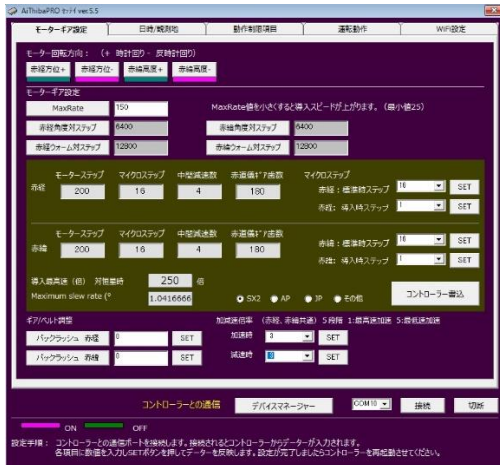 AiThibaPRO ｾｯﾃｨ ver.5.5
モーターギア設定 日時/観測地 動作制限項目 運転動作 WiFi設定
モーター回転方向： （+ 時計回り - 反時計回り）
赤経方位+ 赤経方位- 赤緯高度+ 赤緯高度-
モーターギア設定
MaxRate 150 MaxRate値を小さくすると導入スピードが上がります。（最小値25）
赤経角度対ステップ 6400 赤緯角度対ステップ 6400
赤経ウォーム対ステップ 12800 赤緯ウォーム対ステップ 12800
モーターステップ マイクロステップ 中間減速数 赤道儀ｷﾞｱ歯数 マイクロステップ
赤経 200 16 4 180 赤経：標準時ステップ 16 SET
赤経: 導入時ステップ 1 SET
モーターステップ マイクロステップ 中間減速数 赤道儀ｷﾞｱ歯数
赤緯 200 16 4 180 赤緯：標準時ステップ 16 SET
赤緯: 導入時ステップ 1 SET
導入最高速（倍） 対恒星時 250 倍
Maximum slew rate (° 1.0416666 SX2 AP JP その他 コントローラー書込
ギア/ベルト調整 加減速倍率 （赤経、赤緯共通）５段階 1:最高速加速 5:最低速加速
バックラッシュ 赤経 0 SET 加速時 3 SET
バックラッシュ 赤緯 0 SET 減速時 3 SET
コントローラーとの通信 デバイスマネージャー COM10 接続 切断
ON OFF
設定手順： コントローラーとの通信ポートを接続します。接続されるとコントローラーからデーターが入力されます。
各項目に数値を入力しSETボタンを押してデーターを反映します。設定が完了しましたらコントローラーを再起動させてください。